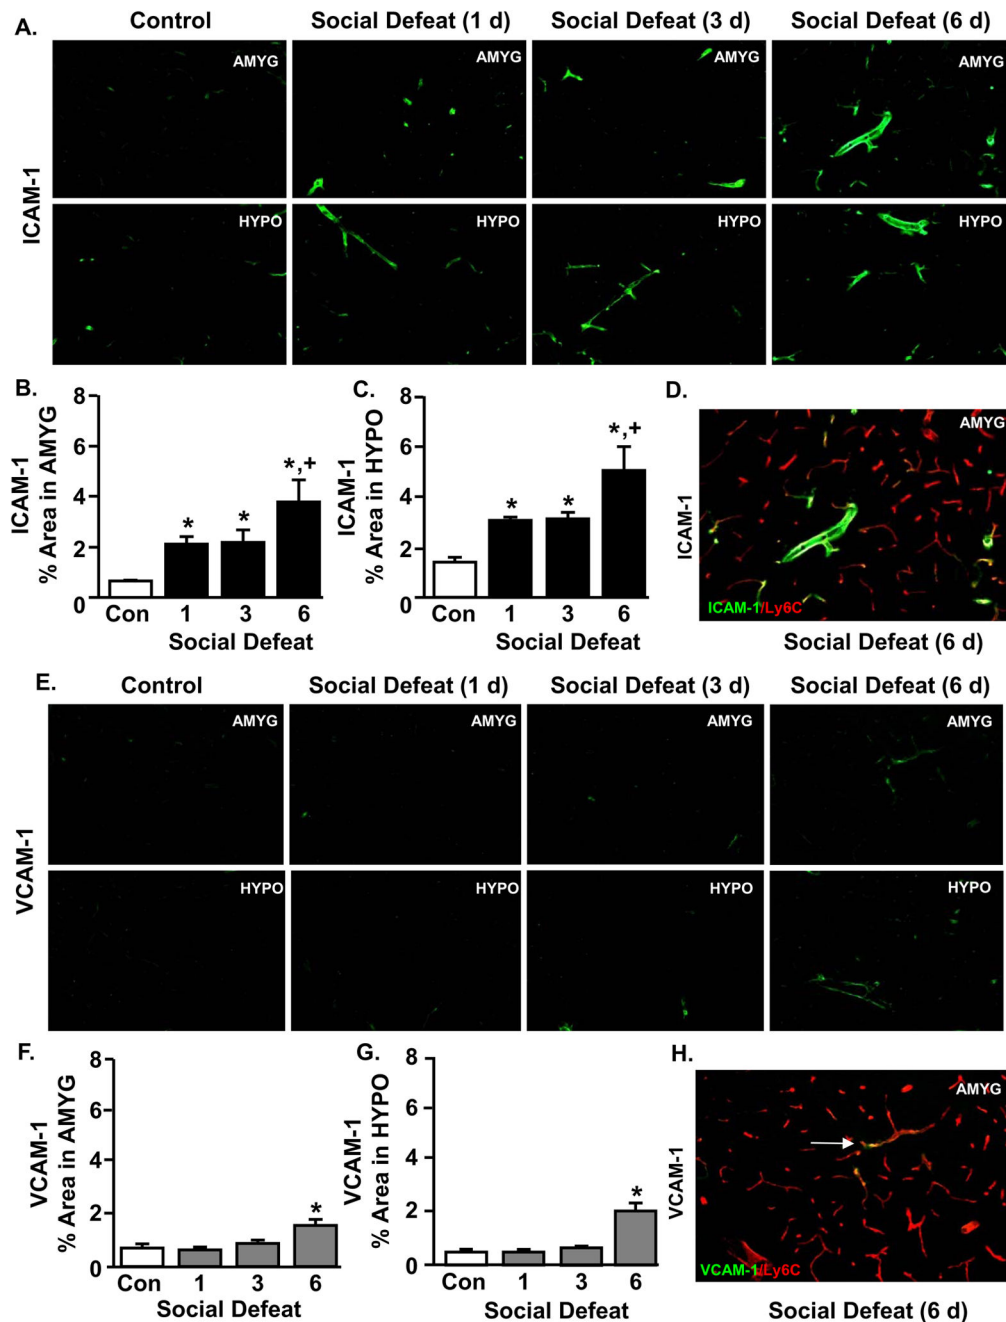 A.
Control
Social Defeat (1 d)
Social Defeat (3 d)
Social Defeat (6 d)
ICAM-1
AMYG
AMYG
AMYG
AMYG
HYPO
HYPO
HYPO
HYPO
B.
ICAM-1
% Area in AMYG
8
6
4
2
0
*
*
*,+
Con
1
3
6
Social Defeat
C.
ICAM-1
% Area in HYPO
8
6
4
2
0
*
*
*,+
Con
1
3
6
Social Defeat
D.
ICAM-1
AMYG
ICAM-1/Ly6C
Social Defeat (6 d)
E.
Control
Social Defeat (1 d)
Social Defeat (3 d)
Social Defeat (6 d)
VCAM-1
AMYG
AMYG
AMYG
AMYG
HYPO
HYPO
HYPO
HYPO
F.
VCAM-1
% Area in AMYG
8
6
4
2
0
*
Con
1
3
6
Social Defeat
G.
VCAM-1
% Area in HYPO
8
6
4
2
0
*
Con
1
3
6
Social Defeat
H.
VCAM-1
AMYG
VCAM-1/Ly6C
Social Defeat (6 d)